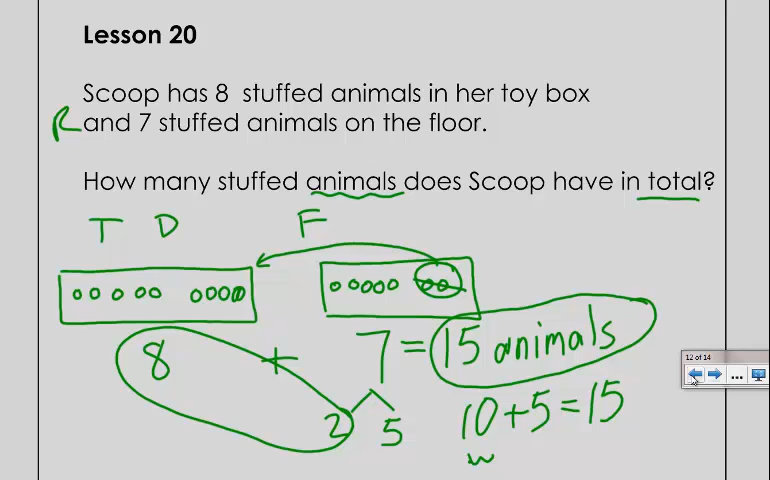 Lesson 20
Scoop has 8 stuffed animals in her toy box
R and 7 stuffed animals on the floor.
How many stuffed animals does Scoop have in total?
T D F
8 + 7 = 15 animals
2 5 10+5=15
12 of 14